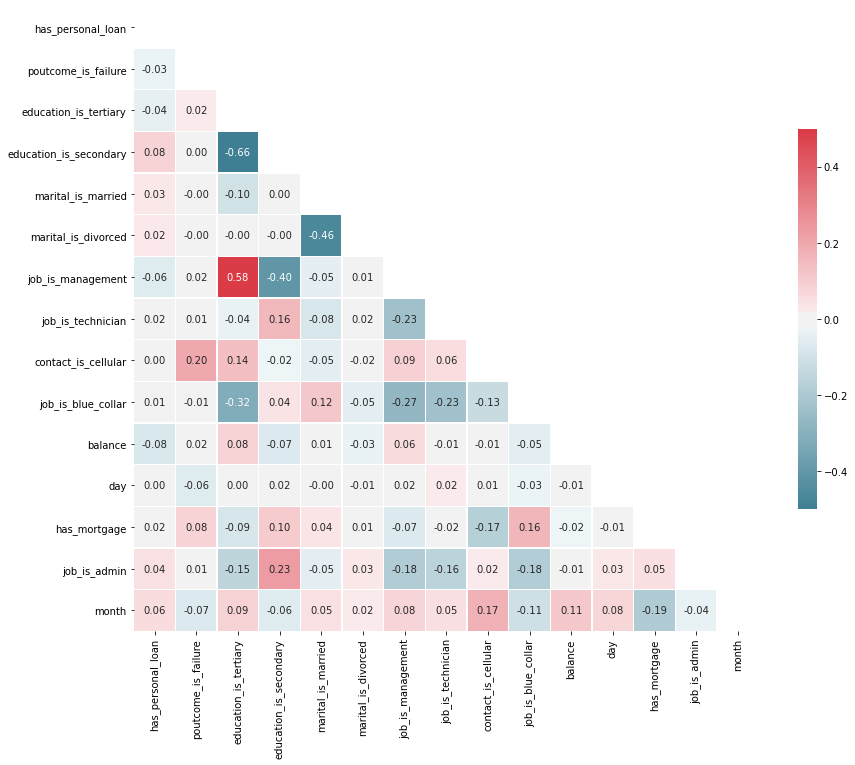 has_personal_loan
poutcome_is_failure -0.03
education_is_tertiary -0.04 0.02
education_is_secondary 0.08 0.00 -0.66
marital_is_married 0.03 -0.00 -0.10 0.00
marital_is_divorced 0.02 -0.00 -0.00 -0.00 -0.46
job_is_management -0.06 0.02 0.58 -0.40 -0.05 0.01
job_is_technician 0.02 0.01 -0.04 0.16 -0.08 0.02 -0.23
contact_is_cellular 0.00 0.20 0.14 -0.02 -0.05 -0.02 0.09 0.06
job_is_blue_collar 0.01 -0.01 -0.32 0.04 0.12 -0.05 -0.27 -0.23 -0.13
balance -0.08 0.02 0.08 -0.07 0.01 -0.03 0.06 -0.01 -0.01 -0.05
day 0.00 -0.06 0.00 0.02 -0.00 -0.01 0.02 0.02 0.01 -0.03 -0.01
has_mortgage 0.02 0.08 -0.09 0.10 0.04 0.01 -0.07 -0.02 -0.17 0.16 -0.02 -0.01
job_is_admin 0.04 0.01 -0.15 0.23 -0.05 0.03 -0.18 -0.16 0.02 -0.18 -0.01 0.03 0.05
month 0.06 -0.07 0.09 -0.06 0.05 0.02 0.08 0.05 0.17 -0.11 0.11 0.08 -0.19 -0.04
has_personal_loan
poutcome_is_failure
education_is_tertiary
education_is_secondary
marital_is_married
marital_is_divorced
job_is_management
job_is_technician
contact_is_cellular
job_is_blue_collar
balance
day
has_mortgage
job_is_admin
month
0.4
0.2
0.0
−0.2
−0.4